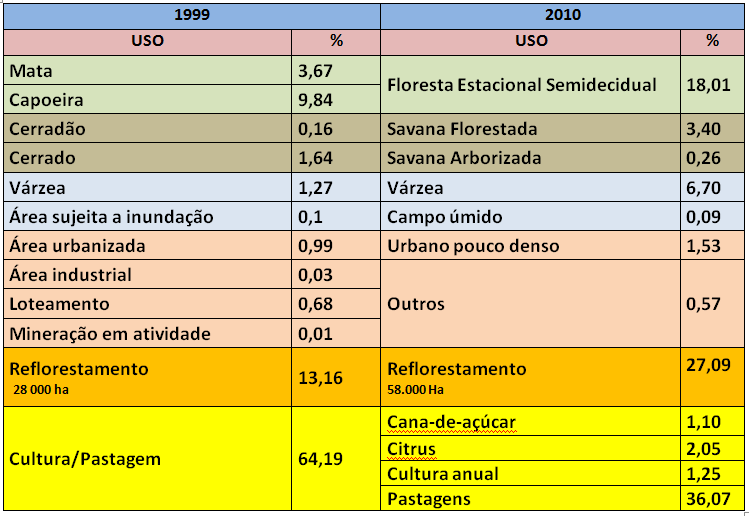 1999 2010
USO % USO %
Mata 3,67 Floresta Estacional Semidecidual 18,01
Capoeira 9,84
Cerradão 0,16 Savana Florestada 3,40
Cerrado 1,64 Savana Arborizada 0,26
Várzea 1,27 Várzea 6,70
Área sujeita a inundação 0,1 Campo úmido 0,09
Área urbanizada 0,99 Urbano pouco denso 1,53
Área industrial 0,03
Loteamento 0,68 Outros 0,57
Mineração em atividade 0,01
Reflorestamento 13,16 Reflorestamento 27,09
28 000 ha 58.000 Ha
Cana-de-açúcar 1,10
Citrus 2,05
Cultura/Pastagem 64,19 Cultura anual 1,25
Pastagens 36,07